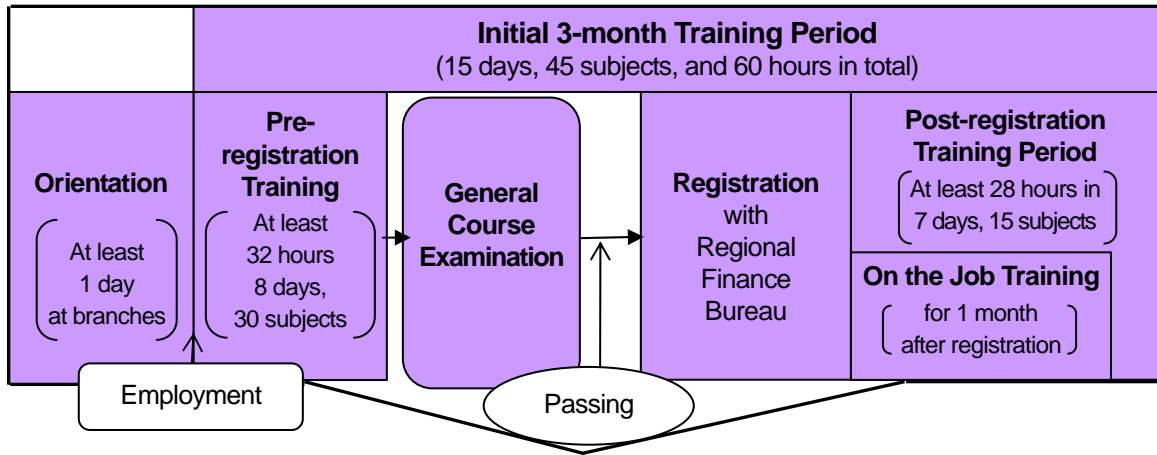 Initial 3-month Training Period
(15 days, 45 subjects, and 60 hours in total)
Orientation
At least
1 day
at branches
Employment
Pre-
registration
Training
At least
32 hours
8 days,
30 subjects
General
Course
Examination
Passing
Registration
with
Regional
Finance
Bureau
Post-registration
Training Period
At least 28 hours in
7 days, 15 subjects
On the Job Training
for 1 month
after registration